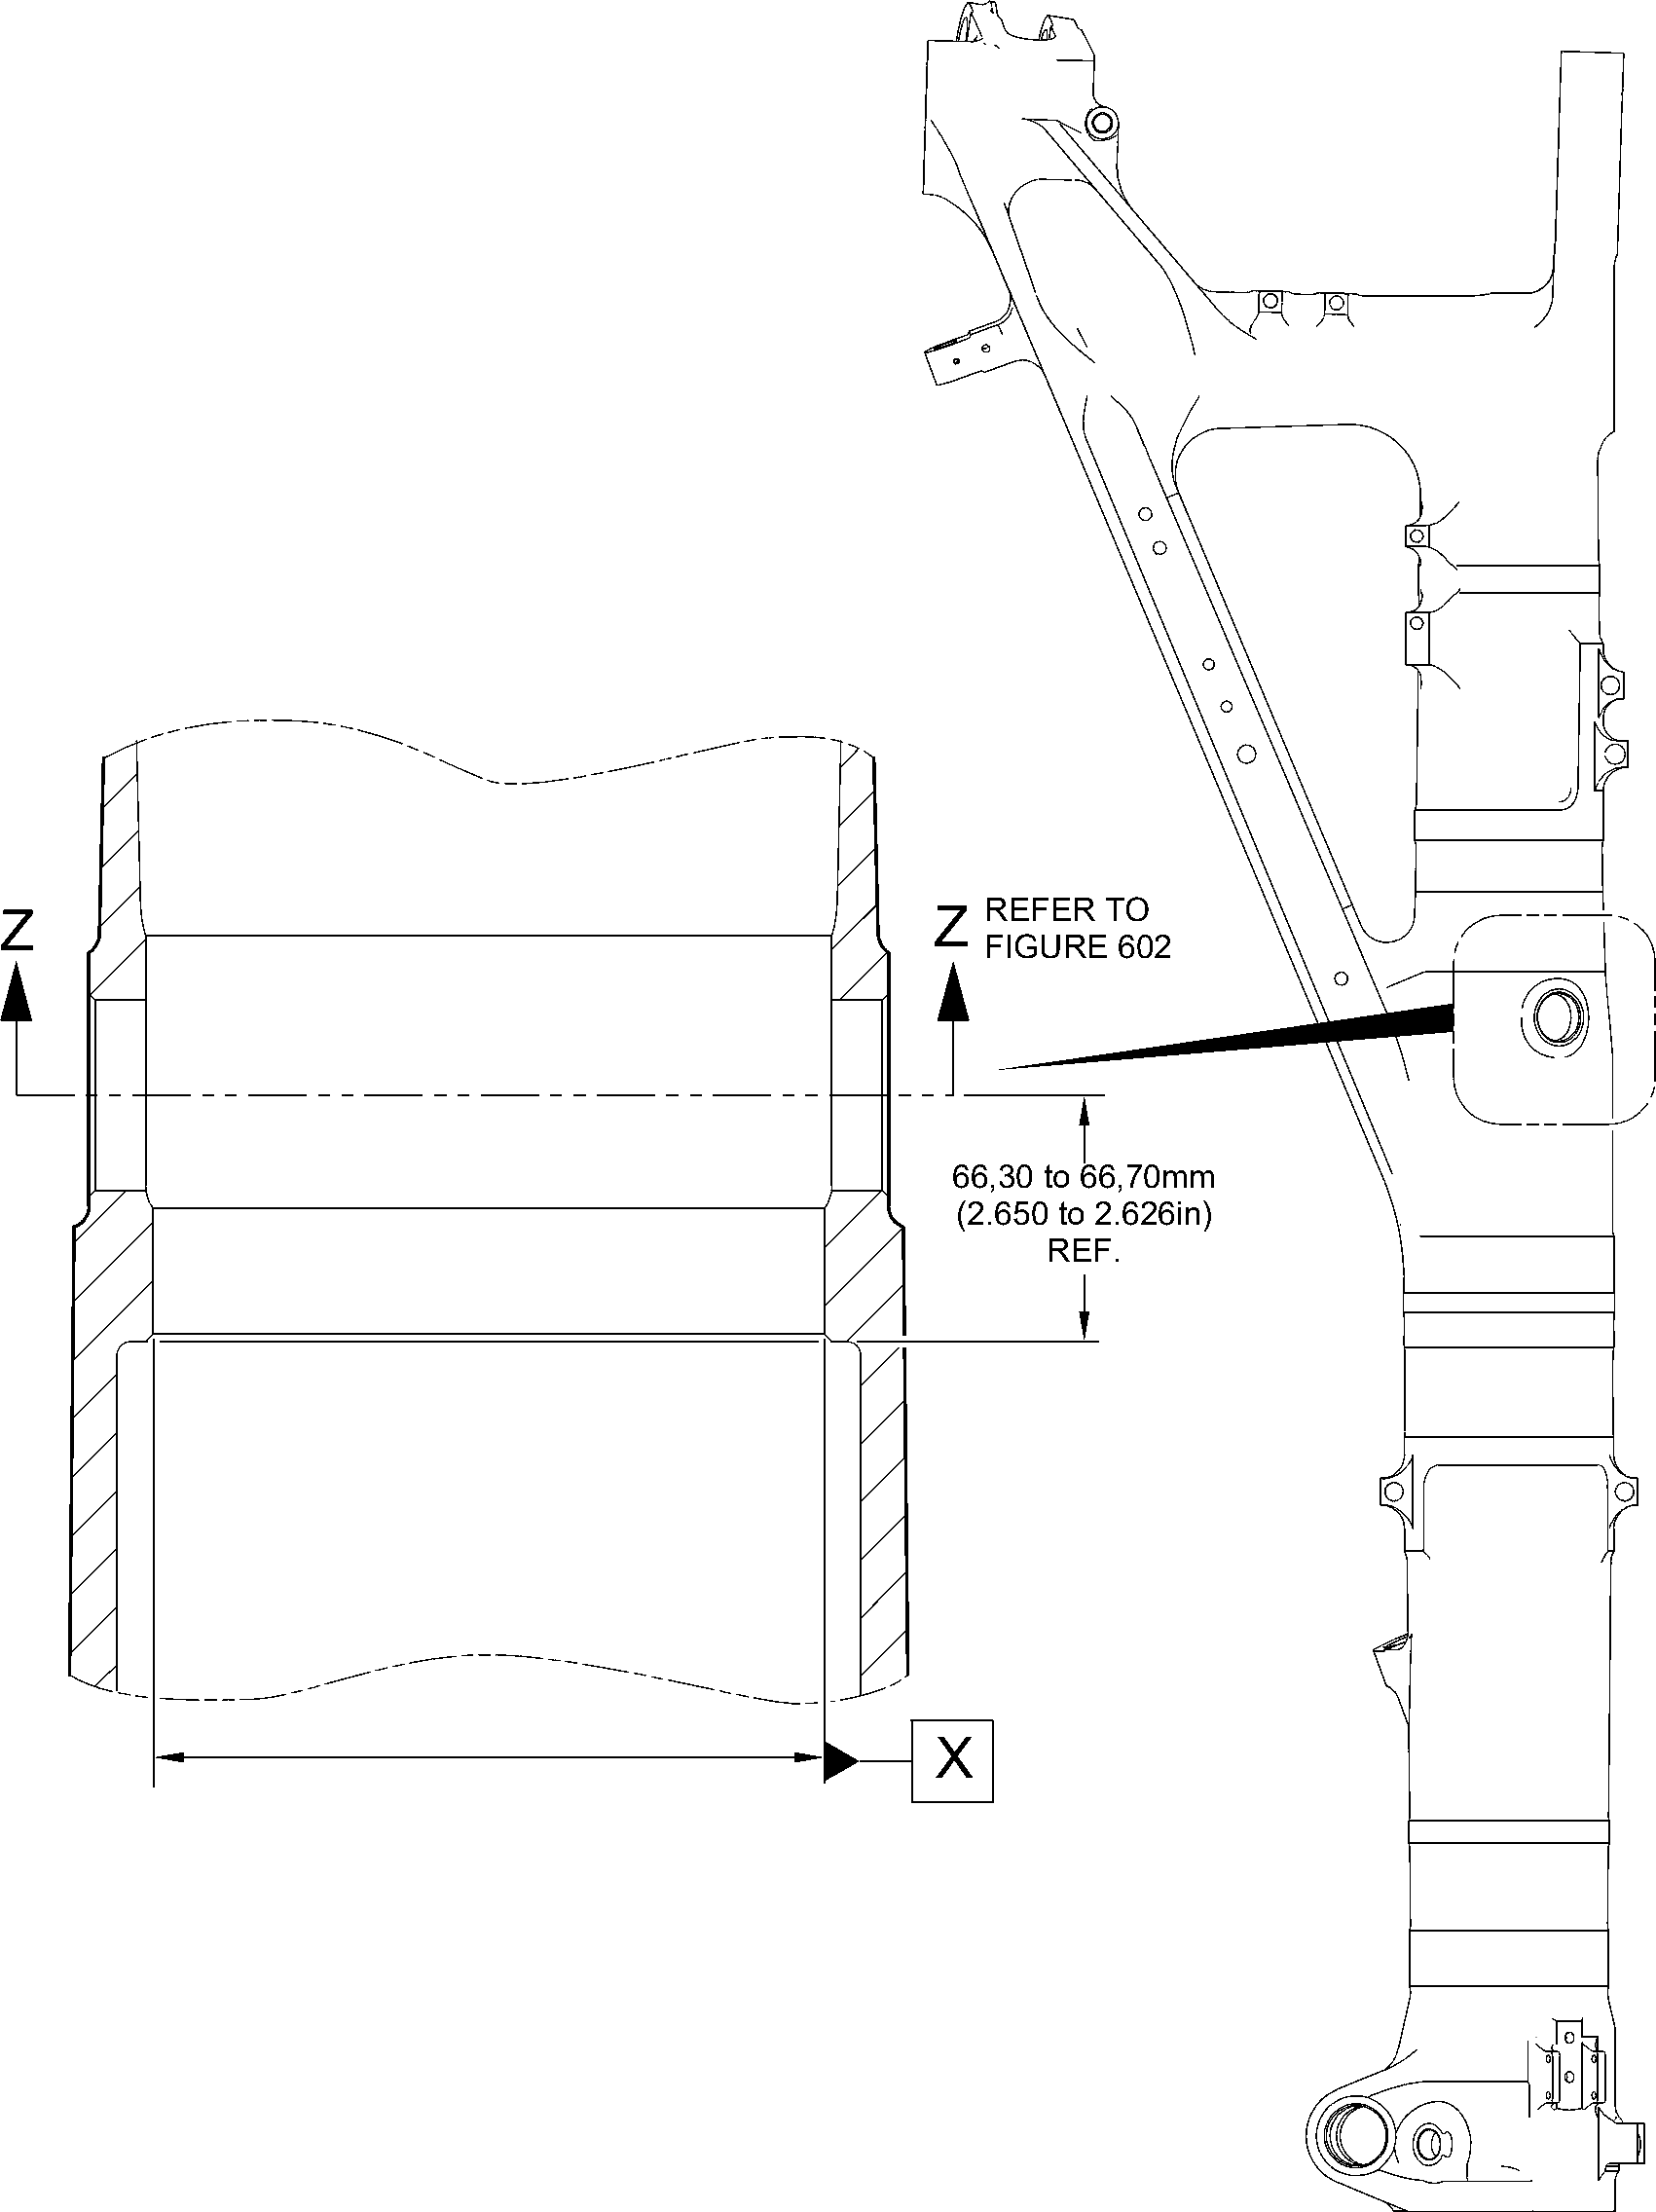 Z
Z
REFER TO
FIGURE 602
66,30 to 66,70mm
(2.650 to 2.626in)
REF.
X